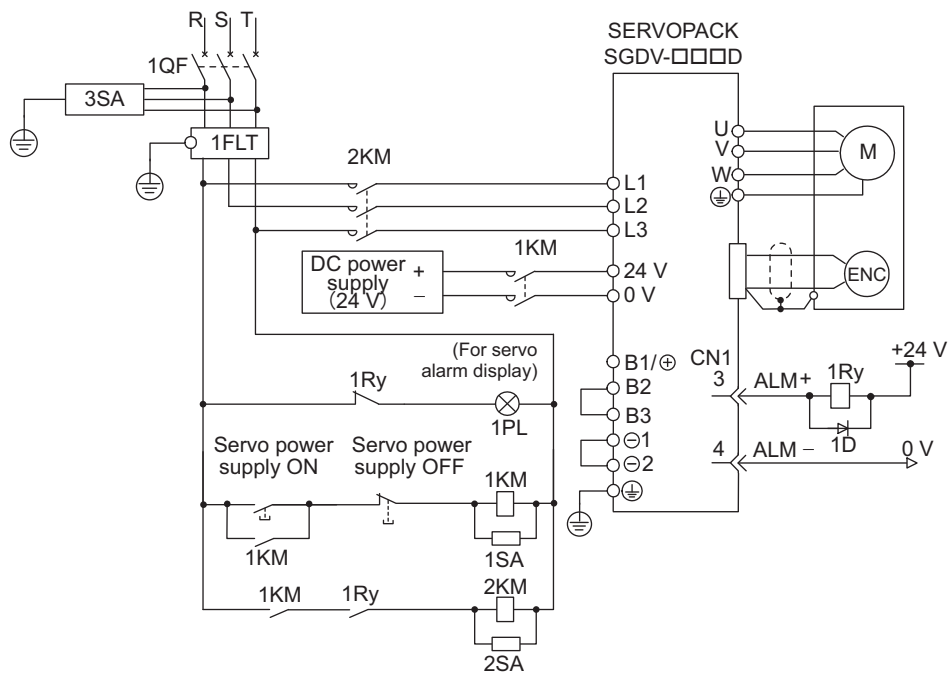 R S T
SERVOPACK
SGDV-□□□D
1QF
3SA
1FLT
2KM
U
V
W
M
L1
L2
L3
1KM
DC power
supply
(24 V)
+
−
24 V
0 V
ENC
(For servo
alarm display)
B1/⊕
B2
B3
⊖1
⊖2
CN1
3
ALM+
1Ry
+24 V
1D
4
ALM −
0 V
1Ry
1PL
Servo power
supply ON
Servo power
supply OFF
1KM
1KM
1SA
1KM
1Ry
2KM
2SA